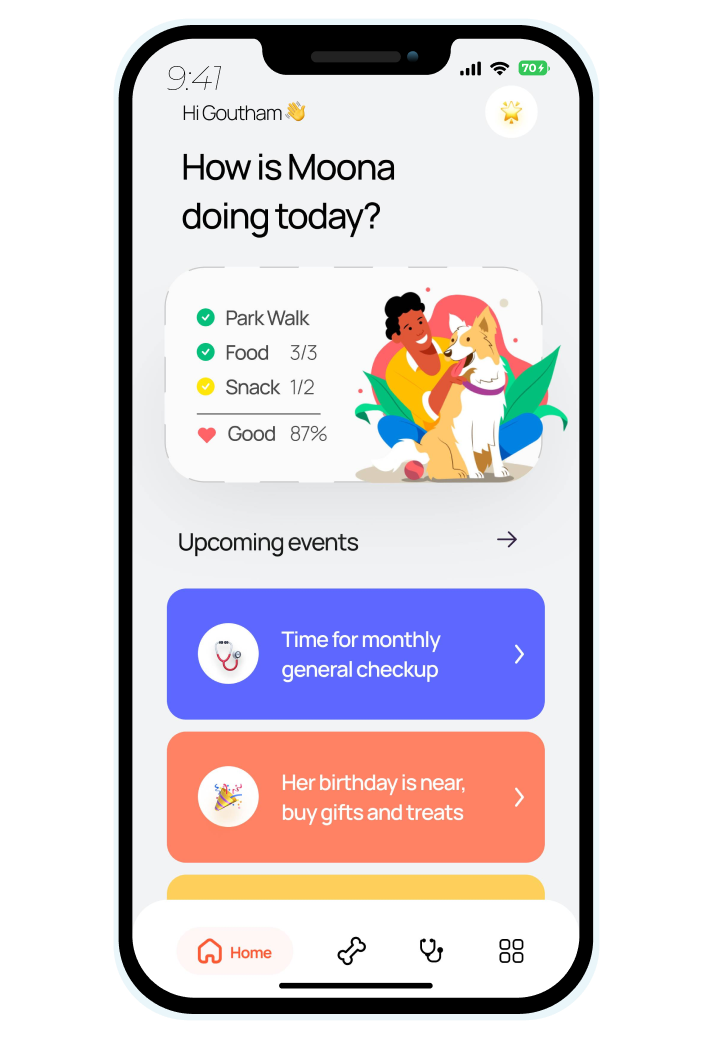 9:41
70
Hi Goutham 👋
How is Moona
doing today?
Park Walk
Food 3/3
Snack 1/2
Good 87%
Upcoming events
Time for monthly
general checkup
Her birthday is near,
buy gifts and treats
Home